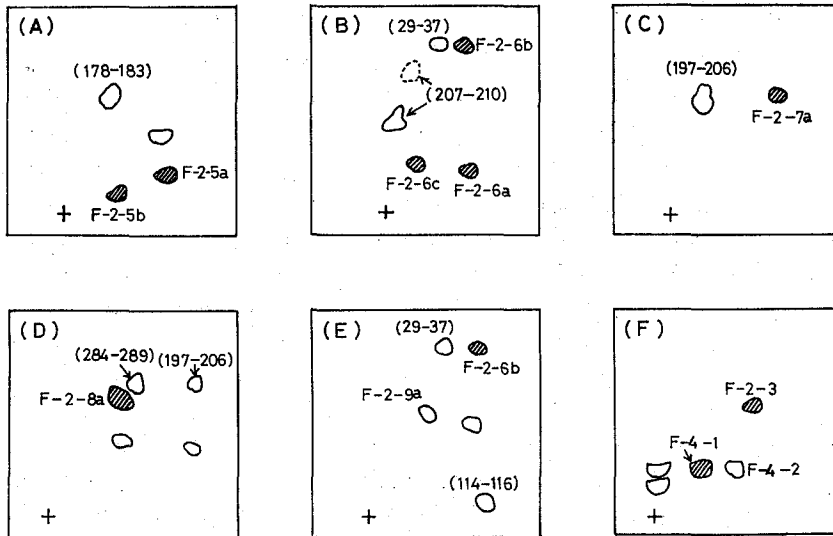 (A)
(178-183)
F-2-5a
F-2-5b
+
(B)
(29-37)
F-2-6b
(207-210)
F-2-6c
F-2-6a
+
(C)
(197-206)
F-2-7a
+
(D)
(284-289)
(197-206)
F-2-8a
+
(E)
(29-37)
F-2-6b
F-2-9a
(114-116)
+
(F)
F-2-3
F-4-1
F-4-2
+